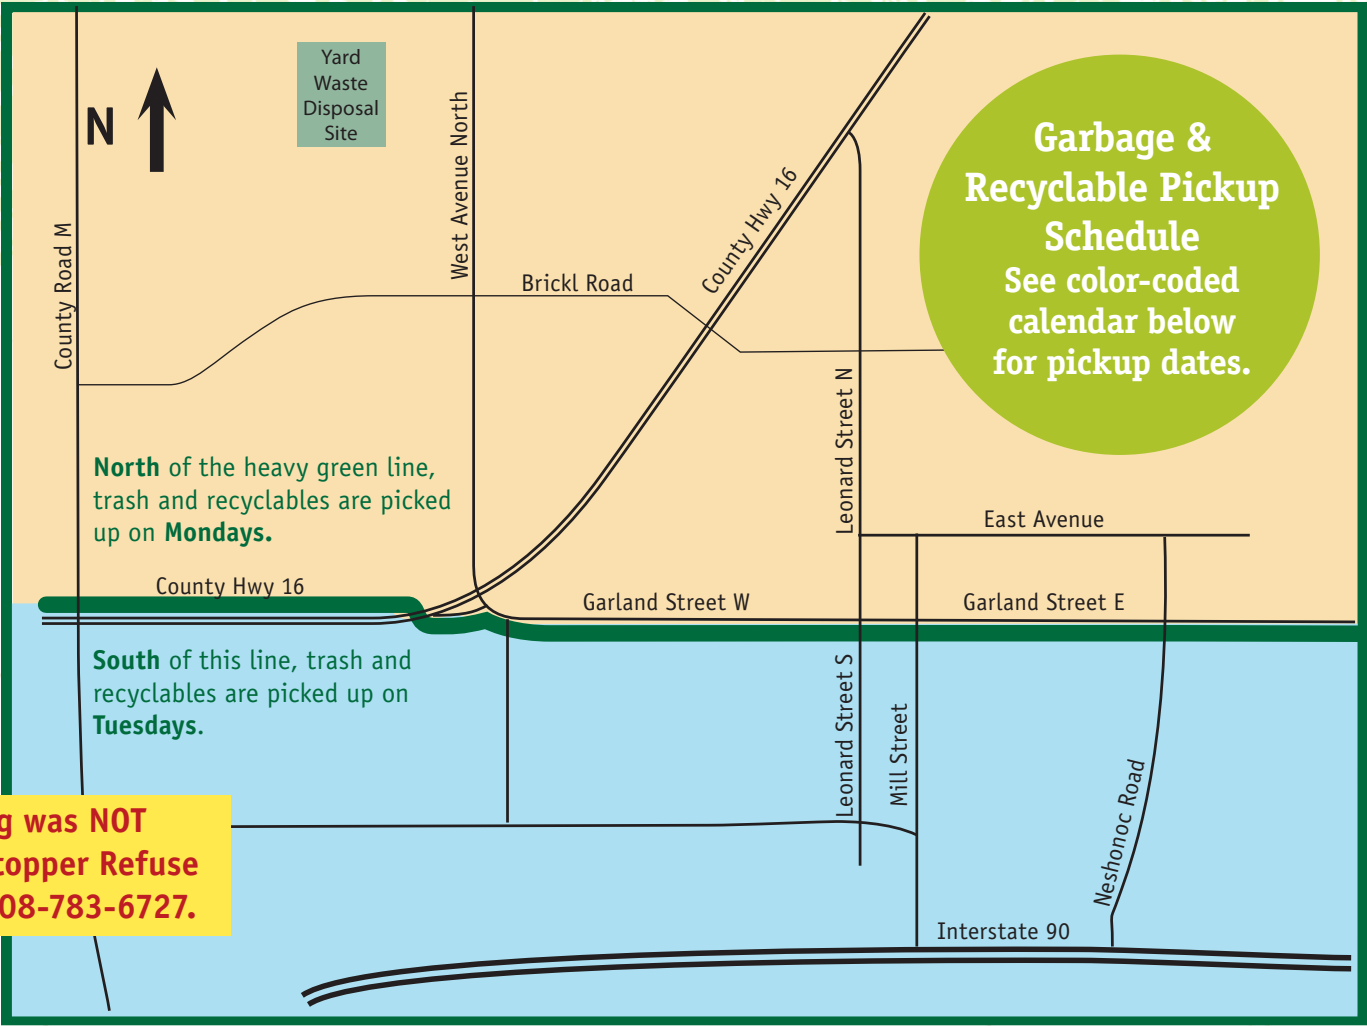 Yard
Waste
Disposal
Site
N
West Avenue North
County Road M
County Hwy 16
Brickl Road
Garbage &
Recyclable Pickup
Schedule
See color-coded
calendar below
for pickup dates.
Leonard Street N
North of the heavy green line,
trash and recyclables are picked
up on Mondays.
East Avenue
County Hwy 16
Garland Street W
Garland Street E
South of this line, trash and
recyclables are picked up on
Tuesdays.
Leonard Street S
Mill Street
Neshonoc Road
g was NOT
topper Refuse
08-783-6727.
Interstate 90